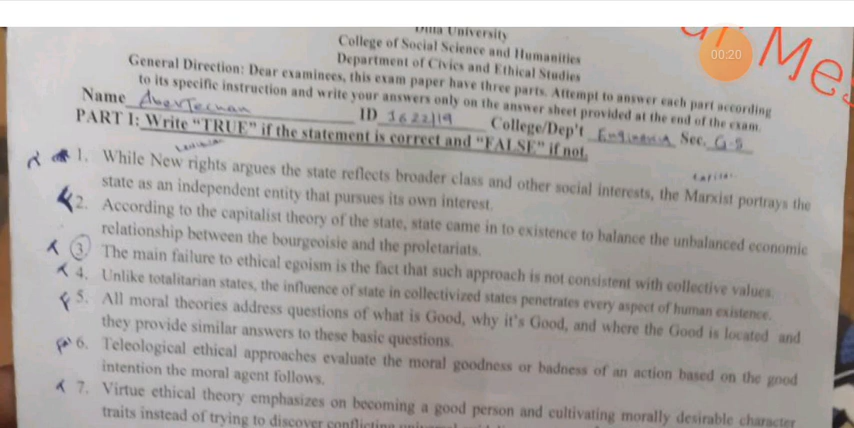 Dilla University
College of Social Science and Humanities
Department of Civics and Ethical Studies
General Direction: Dear examinees, this exam paper have three parts. Attempt to answer each part according
to its specific instruction and write your answers only on the answer sheet provided at the end of the exam.
Name ID 1622/19 College/Dep't Sec. G-8
PART I: Write “TRUE” if the statement is correct and “FALSE” if not.
1. While New rights argues the state reflects broader class and other social interests, the Marxist portrays the
state as an independent entity that pursues its own interest.
2. According to the capitalist theory of the state, state came in to existence to balance the unbalanced economic
relationship between the bourgeoisie and the proletariats.
3. The main failure to ethical egoism is the fact that such approach is not consistent with collective values.
4. Unlike totalitarian states, the influence of state in collectivized states penetrates every aspect of human existence.
5. All moral theories address questions of what is Good, why it's Good, and where the Good is located and
they provide similar answers to these basic questions.
6. Teleological ethical approaches evaluate the moral goodness or badness of an action based on the good
intention the moral agent follows.
7. Virtue ethical theory emphasizes on becoming a good person and cultivating morally desirable character
traits instead of trying to discover
00:20
Mes